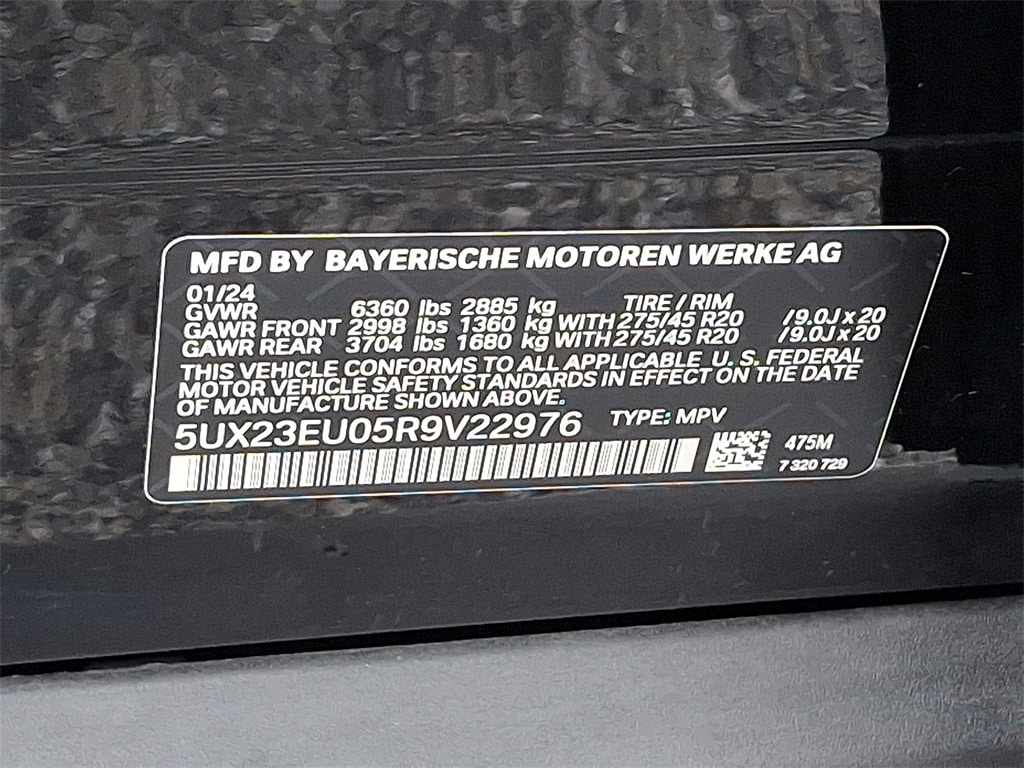 MFD BY BAYERISCHE MOTOREN WERKE AG
01/24 TIRE / RIM
GVWR 6360 lbs 2885 kg
GAWR FRONT 2998 lbs 1360 kg WITH 275/45 R20 /9.0J x 20
GAWR REAR 3704 lbs 1680 kg WITH 275/45 R20 /9.0J x 20
THIS VEHICLE CONFORMS TO ALL APPLICABLE U. S. FEDERAL
MOTOR VEHICLE SAFETY STANDARDS IN EFFECT ON THE DATE
OF MANUFACTURE SHOWN ABOVE.
5UX23EU05R9V22976 TYPE: MPV
475M
7 320 729